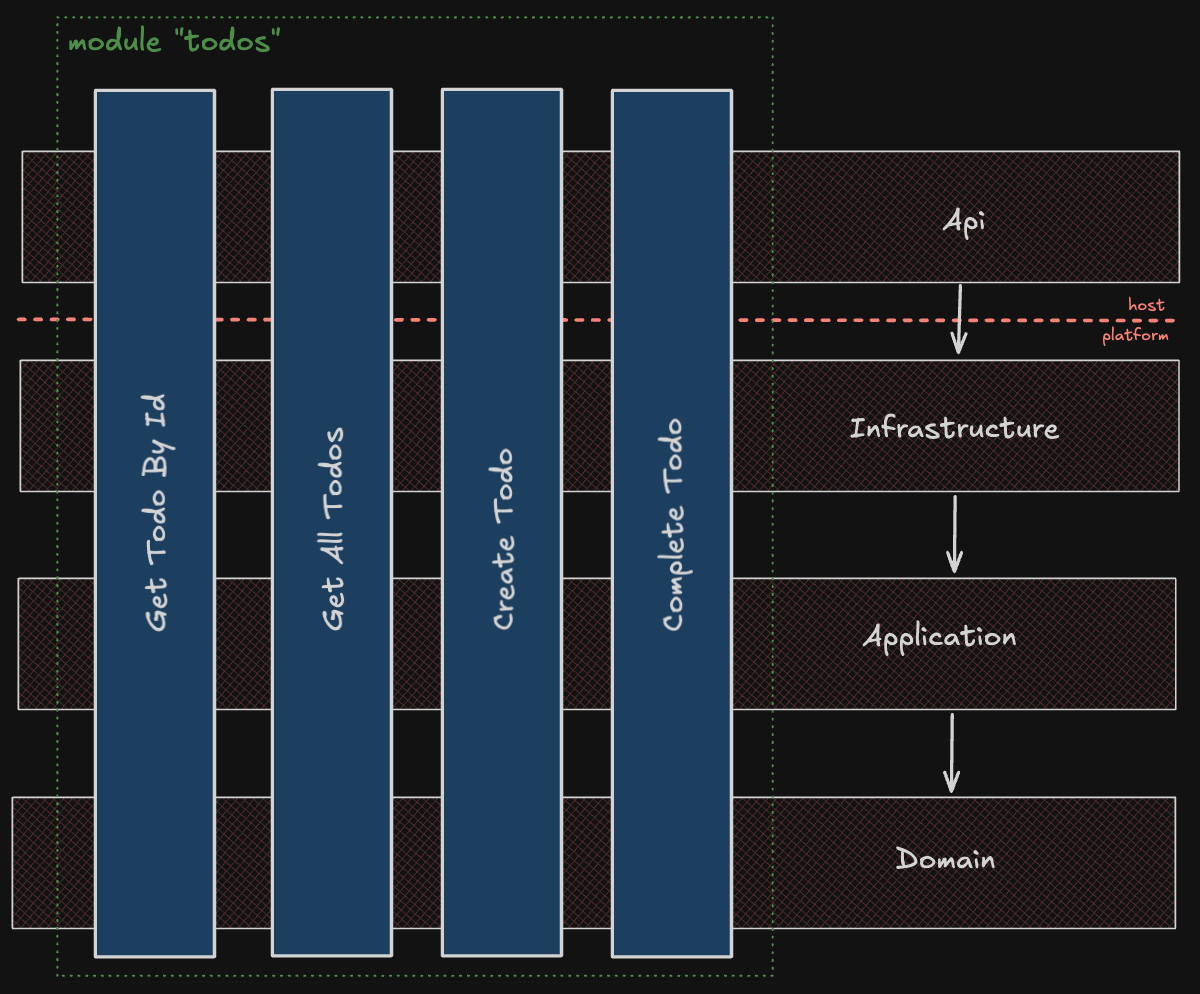 module "todos"
Api
host
platform
Get Todo By Id
Get All Todos
Create Todo
Complete Todo
Infrastructure
Application
Domain